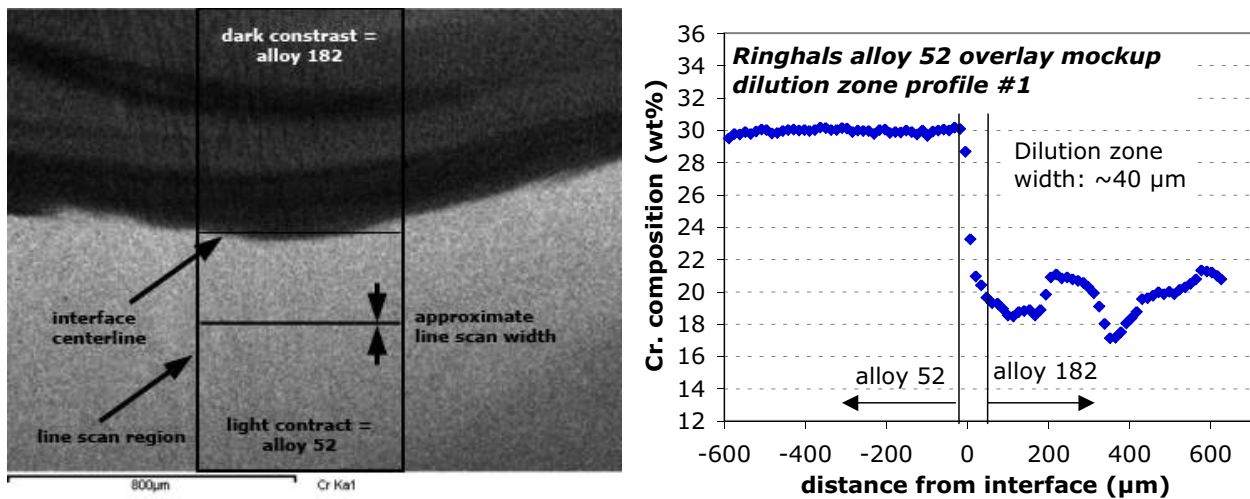 dark constrast =
alloy 182
interface
centerline
approximate
line scan width
line scan region
light contract =
alloy 52
800µm
Cr Ka1
36
34
32
30
28
26
24
22
20
18
16
14
12
Cr. composition (wt%)
Ringhals alloy 52 overlay mockup
dilution zone profile #1
Dilution zone
width: ~40 µm
alloy 52
alloy 182
-600 -400 -200 0 200 400 600
distance from interface (µm)